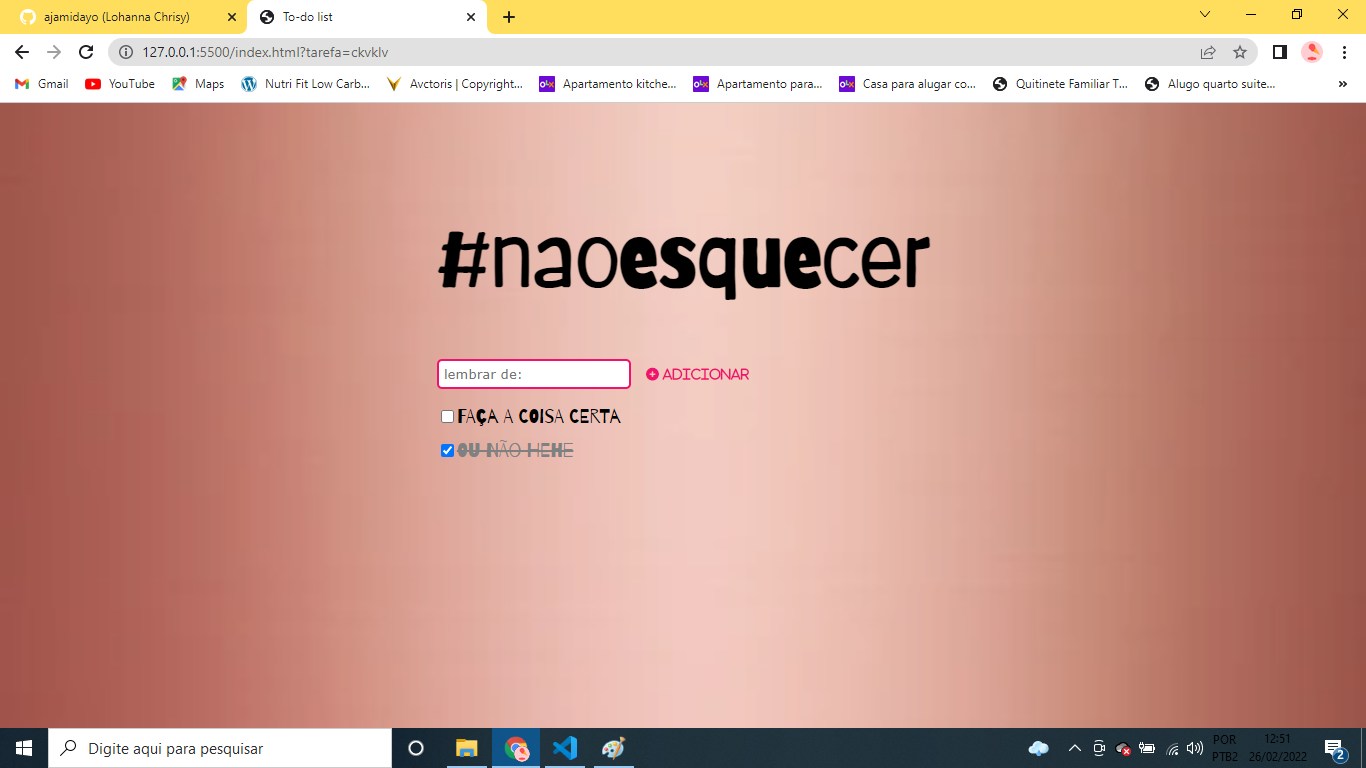 ajamidayo (Lohanna Chrisy)
To-do list
127.0.0.1:5500/index.html?tarefa=ckvklv
Gmail
YouTube
Maps
Nutri Fit Low Carb...
Avctoris | Copyright...
Apartamento kitche...
Apartamento para...
Casa para alugar co...
Quitinete Familiar T...
Alugo quarto suite...
»
#naoesquecer
lembrar de:
ADICIONAR
FAÇA A COISA CERTA
OU NÃO HEHE
Digite aqui para pesquisar
POR
PTB2
12:51
26/02/2022
2